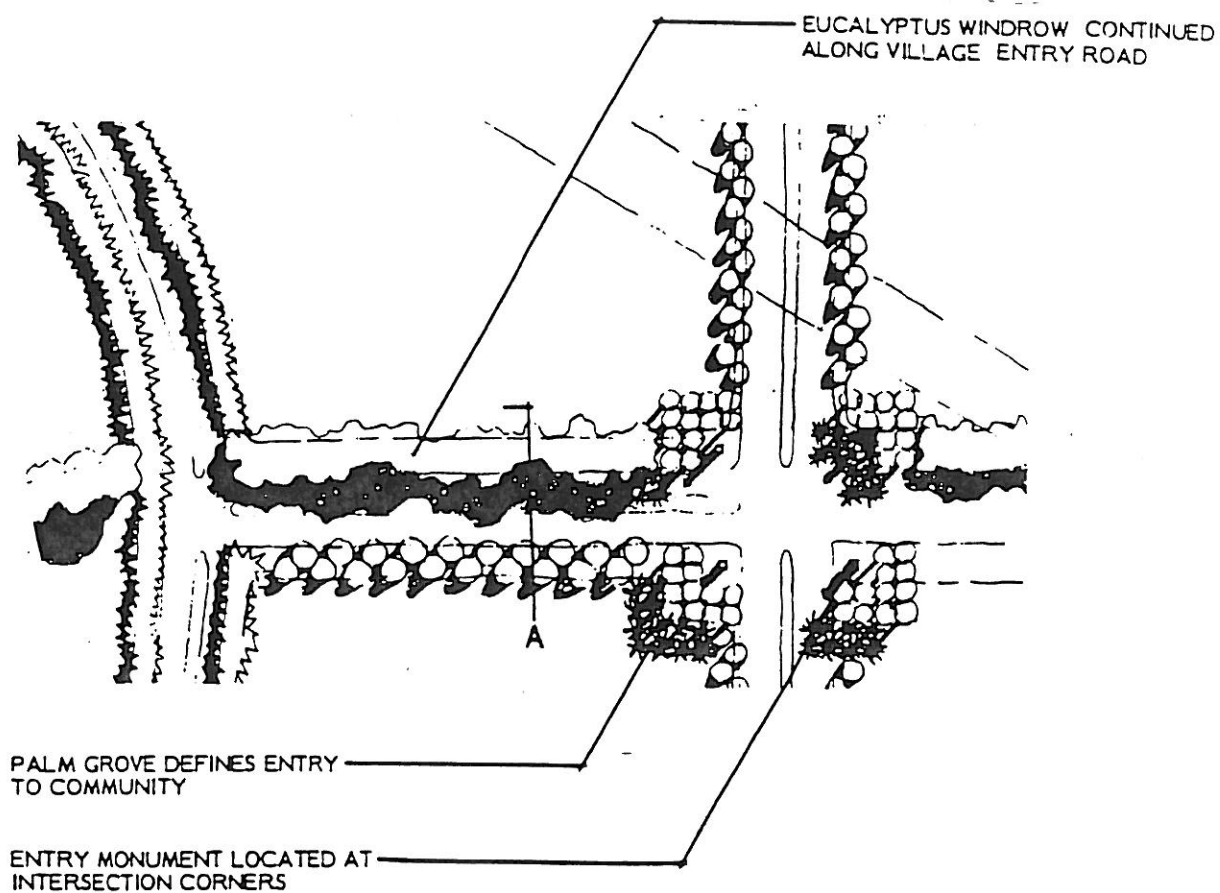 EUCALYPTUS WINDROW CONTINUED
ALONG VILLAGE ENTRY ROAD
A
PALM GROVE DEFINES ENTRY
TO COMMUNITY
ENTRY MONUMENT LOCATED AT
INTERSECTION CORNERS